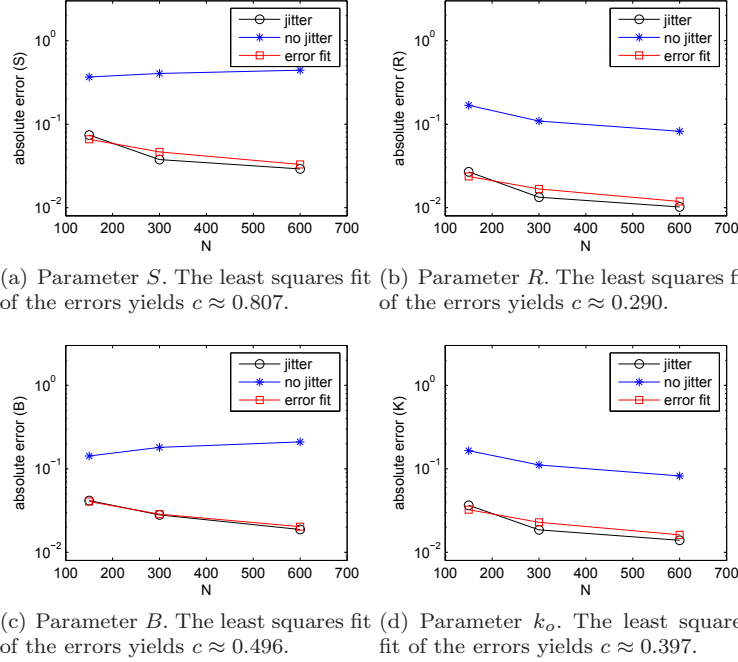 jitter
no jitter
error fit
absolute error (S)
10^0
10^-1
10^-2
100 200 300 400 500 600 700
N
jitter
no jitter
error fit
absolute error (R)
10^0
10^-1
10^-2
100 200 300 400 500 600 700
N
(a) Parameter S. The least squares fit
of the errors yields c ≈ 0.807.
(b) Parameter R. The least squares fi
of the errors yields c ≈ 0.290.
jitter
no jitter
error fit
absolute error (B)
10^0
10^-1
10^-2
100 200 300 400 500 600 700
N
jitter
no jitter
error fit
absolute error (K)
10^0
10^-1
10^-2
100 200 300 400 500 600 700
N
(c) Parameter B. The least squares fit
of the errors yields c ≈ 0.496.
(d) Parameter k_o. The least square
fit of the errors yields c ≈ 0.397.